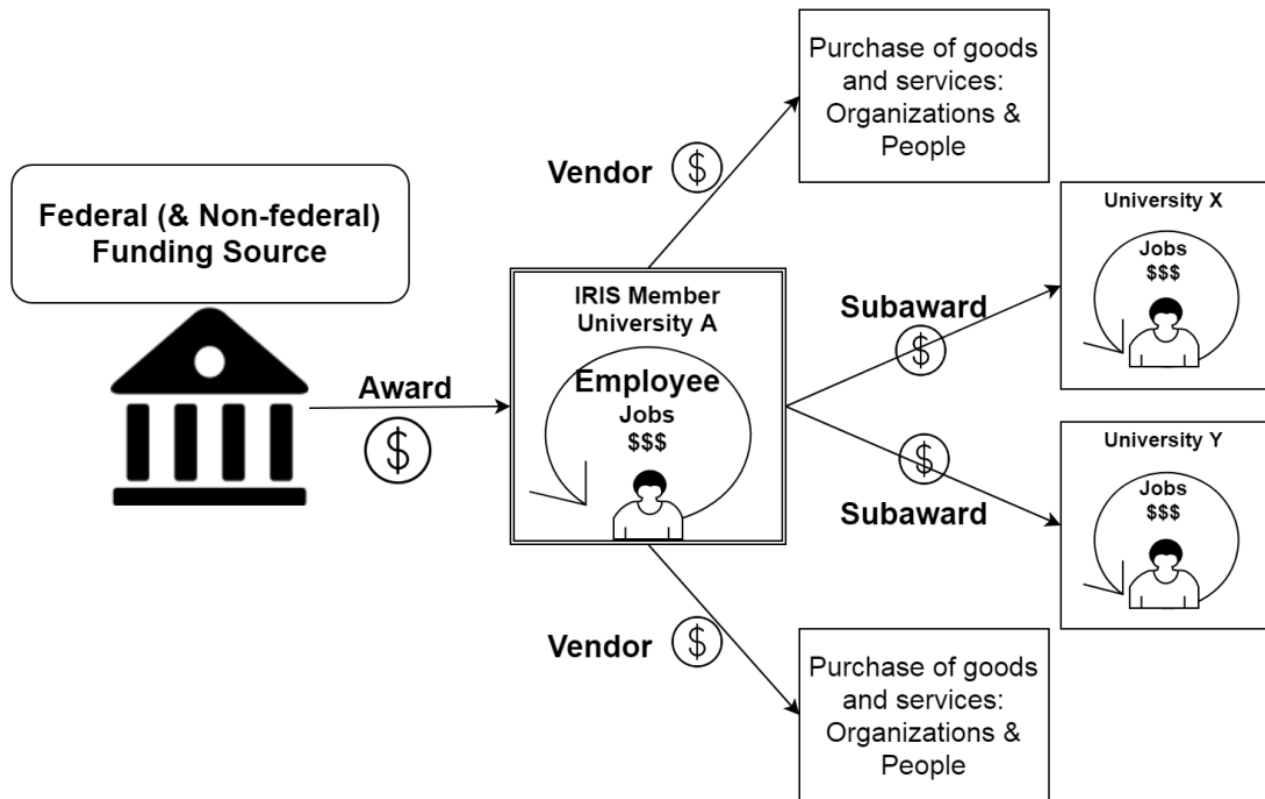 Federal (& Non-federal)
Funding Source
Award
$
IRIS Member
University A
Employee
Jobs
$$$
Vendor $
Purchase of goods
and services:
Organizations &
People
Subaward
$
University X
Jobs
$$$
$
Subaward
University Y
Jobs
$$$
Vendor $
Purchase of goods
and services:
Organizations &
People